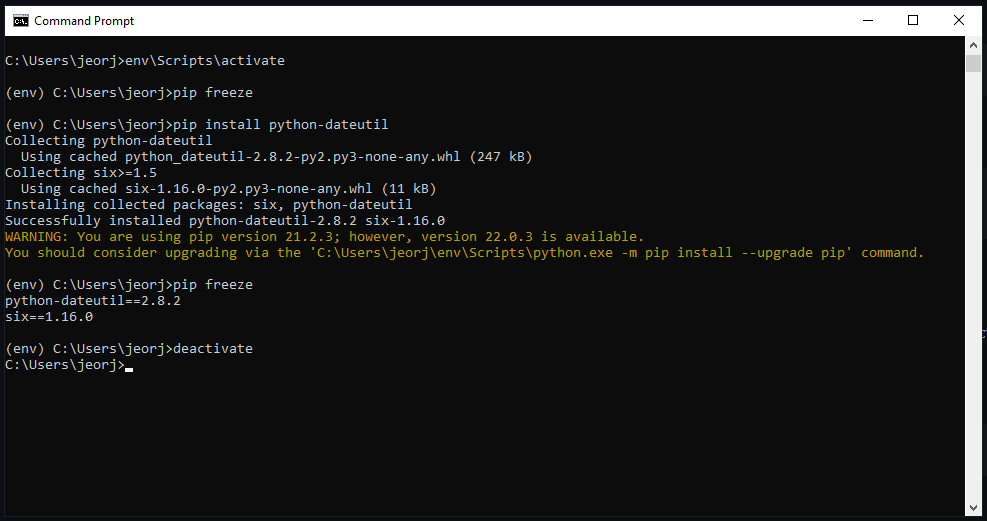 Command Prompt
C:\Users\jeorj>env\Scripts\activate
(env) C:\Users\jeorj>pip freeze
(env) C:\Users\jeorj>pip install python-dateutil
Collecting python-dateutil
  Using cached python_dateutil-2.8.2-py2.py3-none-any.whl (247 kB)
Collecting six>=1.5
  Using cached six-1.16.0-py2.py3-none-any.whl (11 kB)
Installing collected packages: six, python-dateutil
Successfully installed python-dateutil-2.8.2 six-1.16.0
WARNING: You are using pip version 21.2.3; however, version 22.0.3 is available.
You should consider upgrading via the 'C:\Users\jeorj\env\Scripts\python.exe -m pip install --upgrade pip' command.
(env) C:\Users\jeorj>pip freeze
python-dateutil==2.8.2
six==1.16.0
(env) C:\Users\jeorj>deactivate
C:\Users\jeorj>